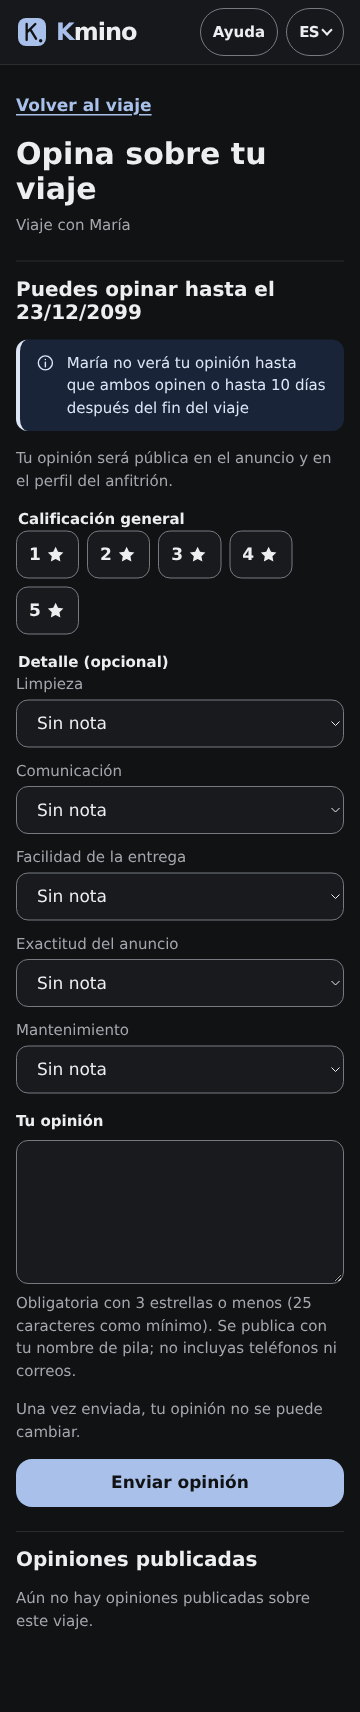 K. Kmino Ayuda ES
Volver al viaje
Opina sobre tu
viaje
Viaje con María
Puedes opinar hasta el
23/12/2099
María no verá tu opinión hasta
que ambos opinen o hasta 10 días
después del fin del viaje
Tu opinión será pública en el anuncio y en
el perfil del anfitrión.
Calificación general
1 ★ 2 ★ 3 ★ 4 ★
5 ★
Detalle (opcional)
Limpieza
Sin nota
Comunicación
Sin nota
Facilidad de la entrega
Sin nota
Exactitud del anuncio
Sin nota
Mantenimiento
Sin nota
Tu opinión
Obligatoria con 3 estrellas o menos (25
caracteres como mínimo). Se publica con
tu nombre de pila; no incluyas teléfonos ni
correos.
Una vez enviada, tu opinión no se puede
cambiar.
Enviar opinión
Opiniones publicadas
Aún no hay opiniones publicadas sobre
este viaje.